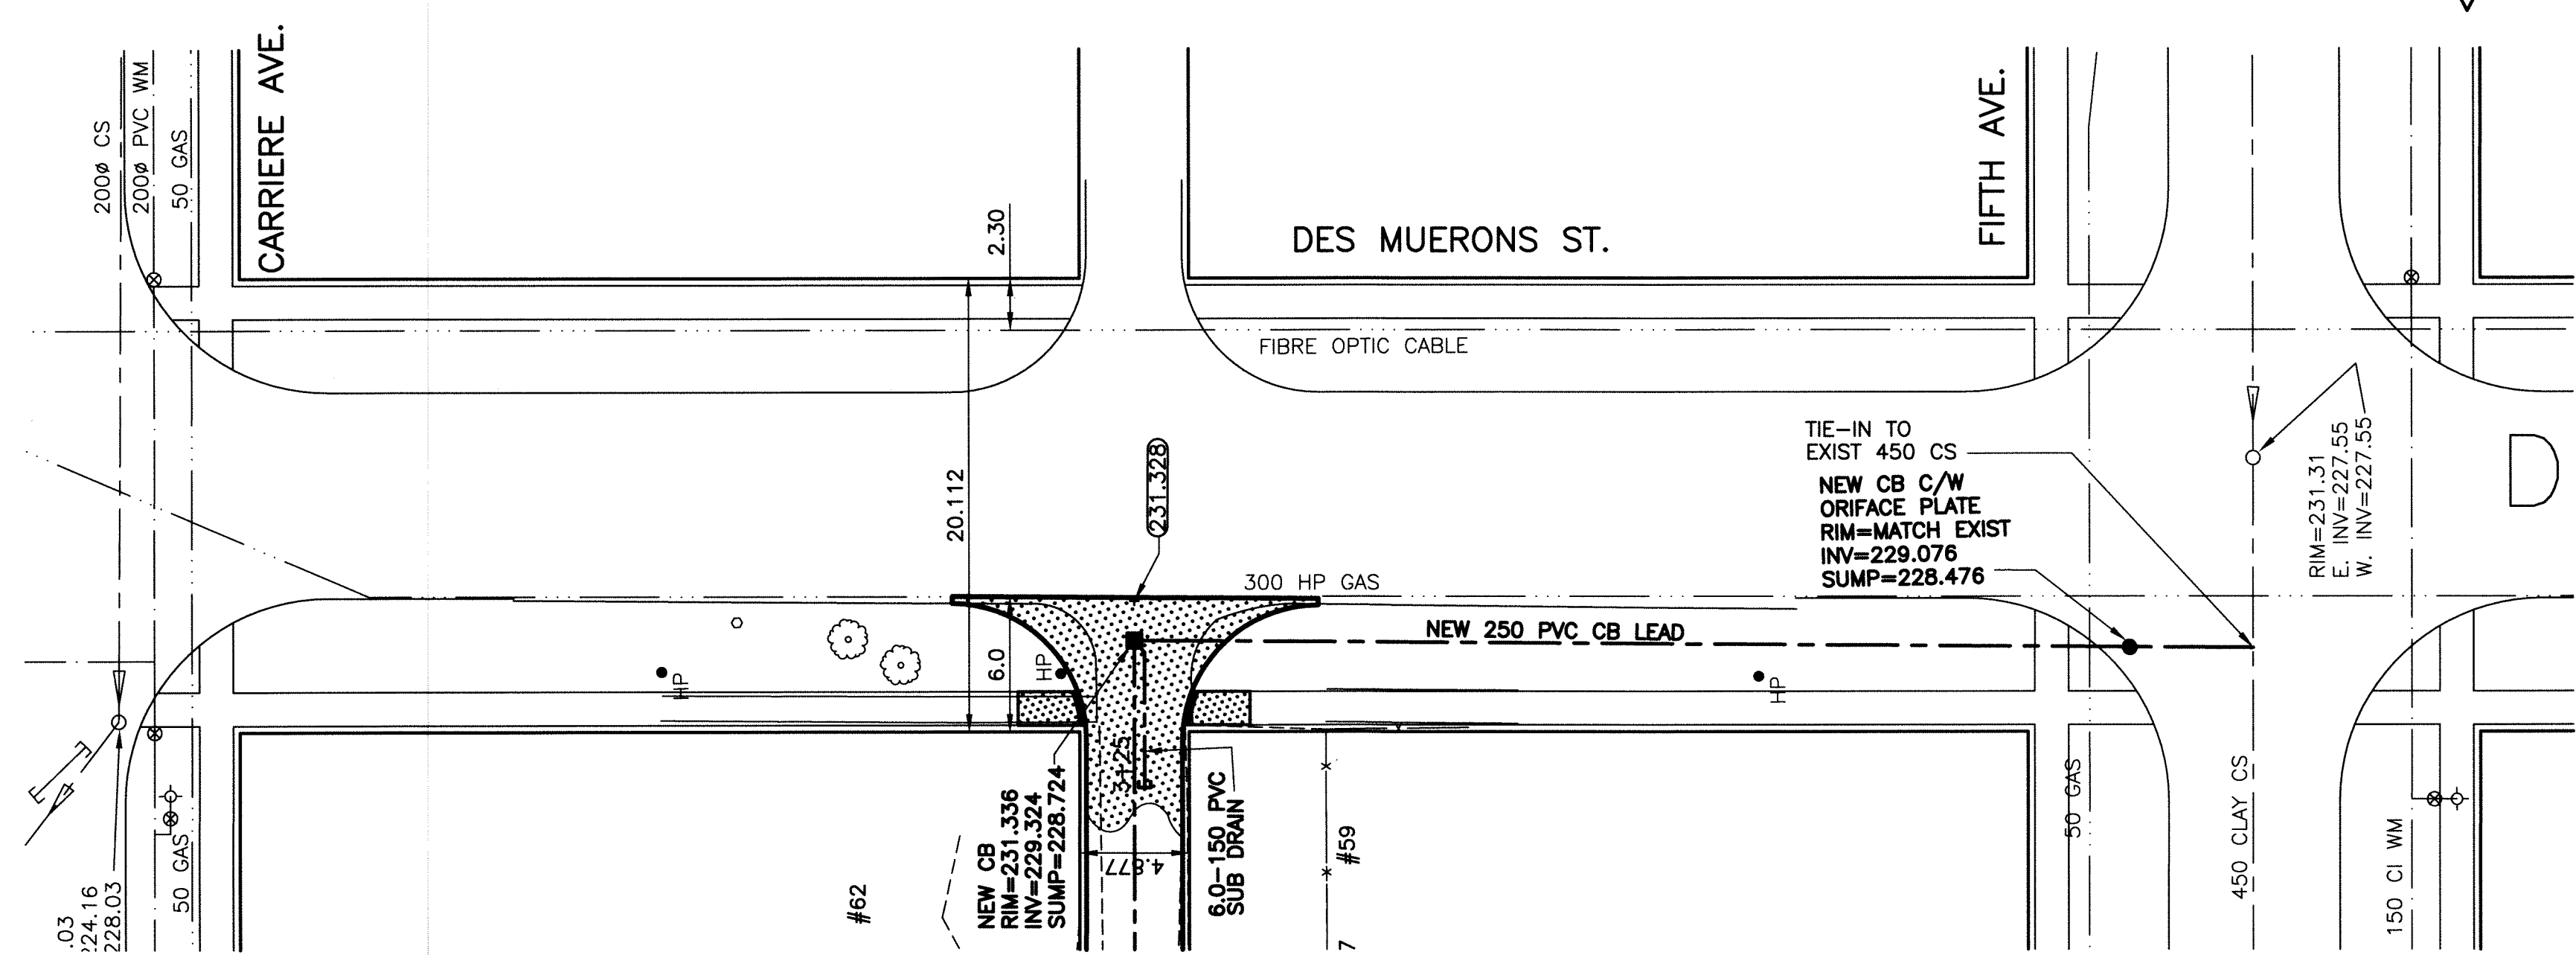 CARRIERE AVE.
200ø CS
200ø PVC WM
50 GAS
2.30
DES MUERONS ST.
FIFTH AVE.
FIBRE OPTIC CABLE
20.112
231.328
TIE-IN TO
EXIST 450 CS
NEW CB C/W
ORIFACE PLATE
RIM=MATCH EXIST
INV=229.076
SUMP=228.476
RIM=231.31
E. INV=227.55
W. INV=227.55
D
300 HP GAS
NEW 250 PVC CB LEAD
6.0
HP
HP
HP
NEW CB
RIM=231.336
INV=229.324
SUMP=228.724
3.125
4.877
6.0-150 PVC
SUB DRAIN
#62
#59
7
.03
224.16
228.03
50 GAS
50 GAS
450 CLAY CS
150 CI WM